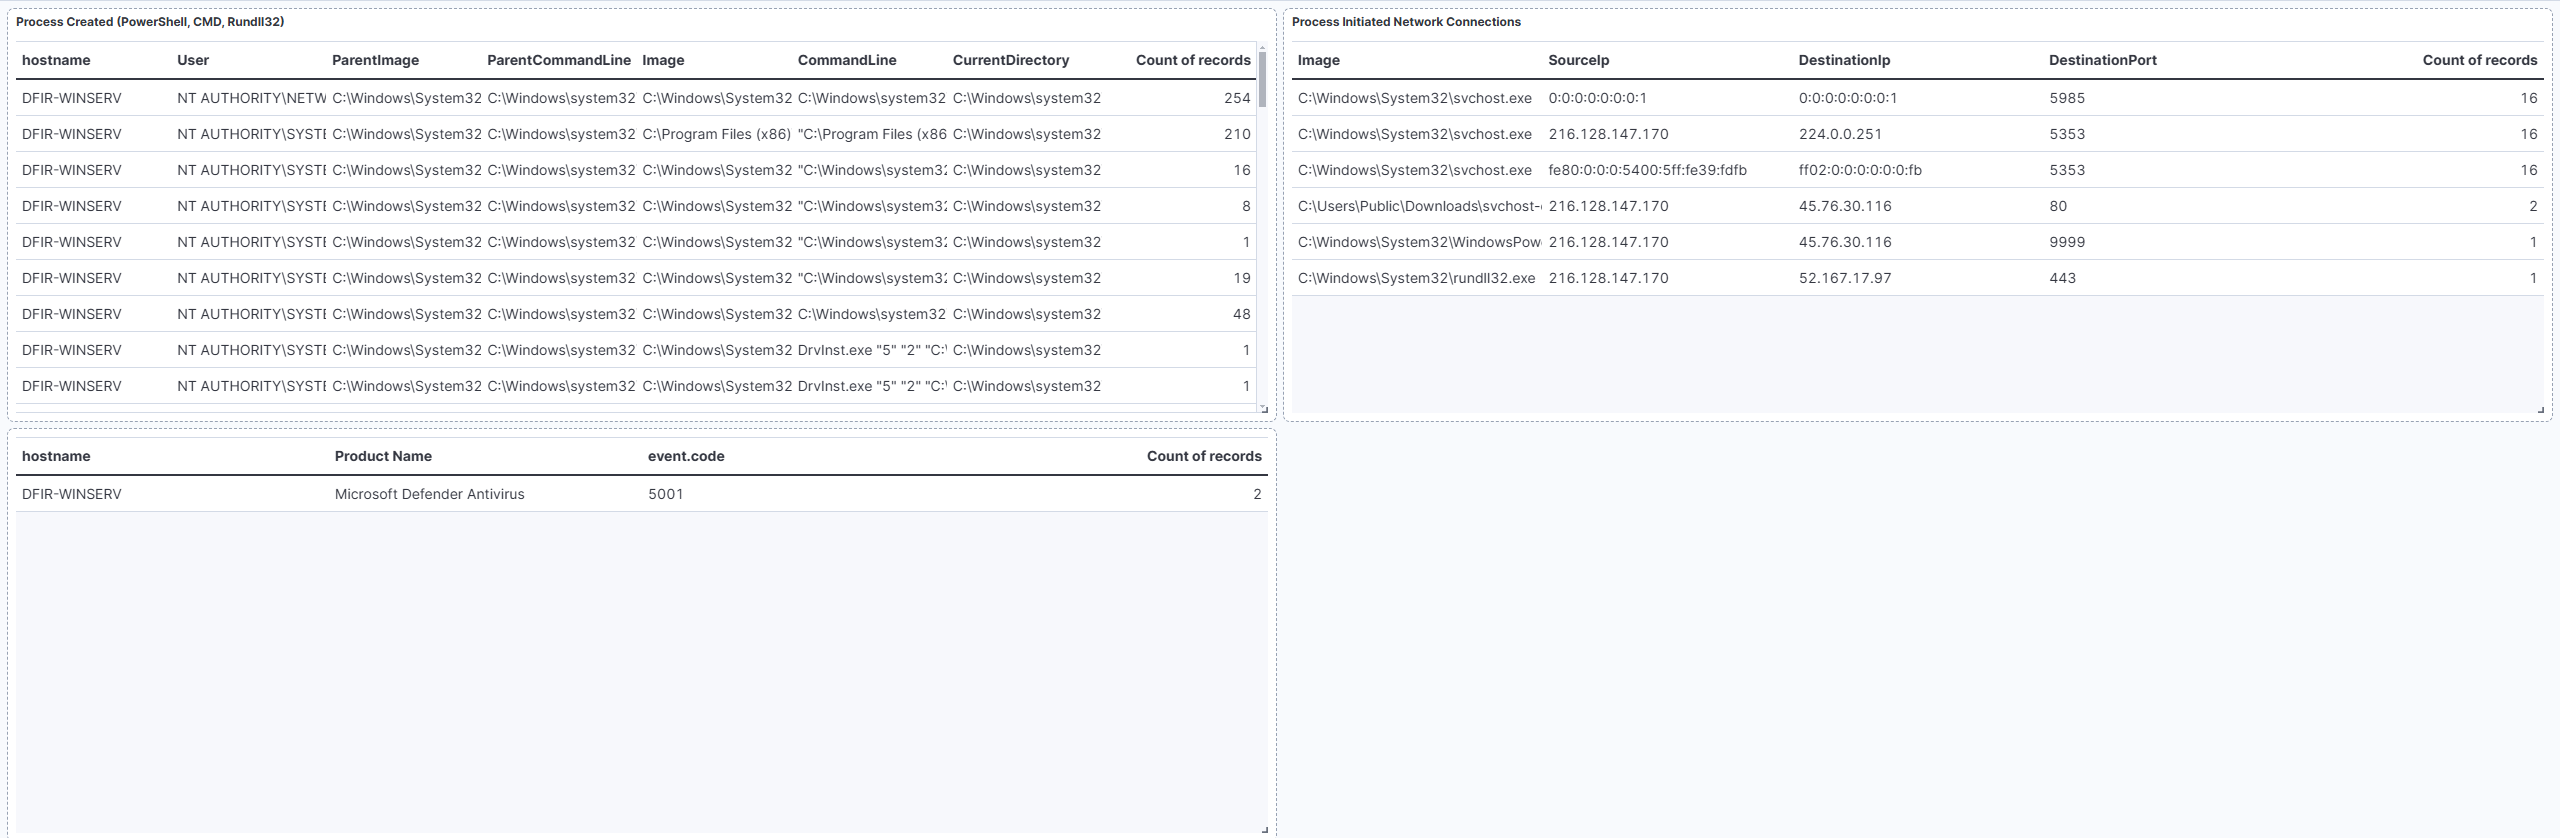 Process Created (PowerShell, CMD, Rundll32)
hostname User ParentImage ParentCommandLine Image CommandLine CurrentDirectory Count of records
DFIR-WINSERV NT AUTHORITY\NETW C:\Windows\System32 C:\Windows\system32 C:\Windows\System32 C:\Windows\system32 C:\Windows\system32 254
DFIR-WINSERV NT AUTHORITY\SYSTE C:\Windows\System32 C:\Windows\system32 C:\Program Files (x86) "C:\Program Files (x86 C:\Windows\system32 210
DFIR-WINSERV NT AUTHORITY\SYSTE C:\Windows\System32 C:\Windows\system32 C:\Windows\System32 "C:\Windows\system32 C:\Windows\system32 16
DFIR-WINSERV NT AUTHORITY\SYSTE C:\Windows\System32 C:\Windows\system32 C:\Windows\System32 "C:\Windows\system32 C:\Windows\system32 8
DFIR-WINSERV NT AUTHORITY\SYSTE C:\Windows\System32 C:\Windows\system32 C:\Windows\System32 "C:\Windows\system32 C:\Windows\system32 1
DFIR-WINSERV NT AUTHORITY\SYSTE C:\Windows\System32 C:\Windows\system32 C:\Windows\System32 "C:\Windows\system32 C:\Windows\system32 19
DFIR-WINSERV NT AUTHORITY\SYSTE C:\Windows\System32 C:\Windows\system32 C:\Windows\System32 C:\Windows\system32 C:\Windows\system32 48
DFIR-WINSERV NT AUTHORITY\SYSTE C:\Windows\System32 C:\Windows\system32 C:\Windows\System32 DrvInst.exe "5" "2" "C:\ C:\Windows\system32 1
DFIR-WINSERV NT AUTHORITY\SYSTE C:\Windows\System32 C:\Windows\system32 C:\Windows\System32 DrvInst.exe "5" "2" "C:\ C:\Windows\system32 1
Process Initiated Network Connections
Image SourceIp DestinationIp DestinationPort Count of records
C:\Windows\System32\svchost.exe 0:0:0:0:0:0:0:1 0:0:0:0:0:0:0:1 5985 16
C:\Windows\System32\svchost.exe 216.128.147.170 224.0.0.251 5353 16
C:\Windows\System32\svchost.exe fe80:0:0:0:5400:5ff:fe39:fdfb ff02:0:0:0:0:0:0:fb 5353 16
C:\Users\Public\Downloads\svchost- 216.128.147.170 45.76.30.116 80 2
C:\Windows\System32\WindowsPow 216.128.147.170 45.76.30.116 9999 1
C:\Windows\System32\rundll32.exe 216.128.147.170 52.167.17.97 443 1
hostname Product Name event.code Count of records
DFIR-WINSERV Microsoft Defender Antivirus 5001 2